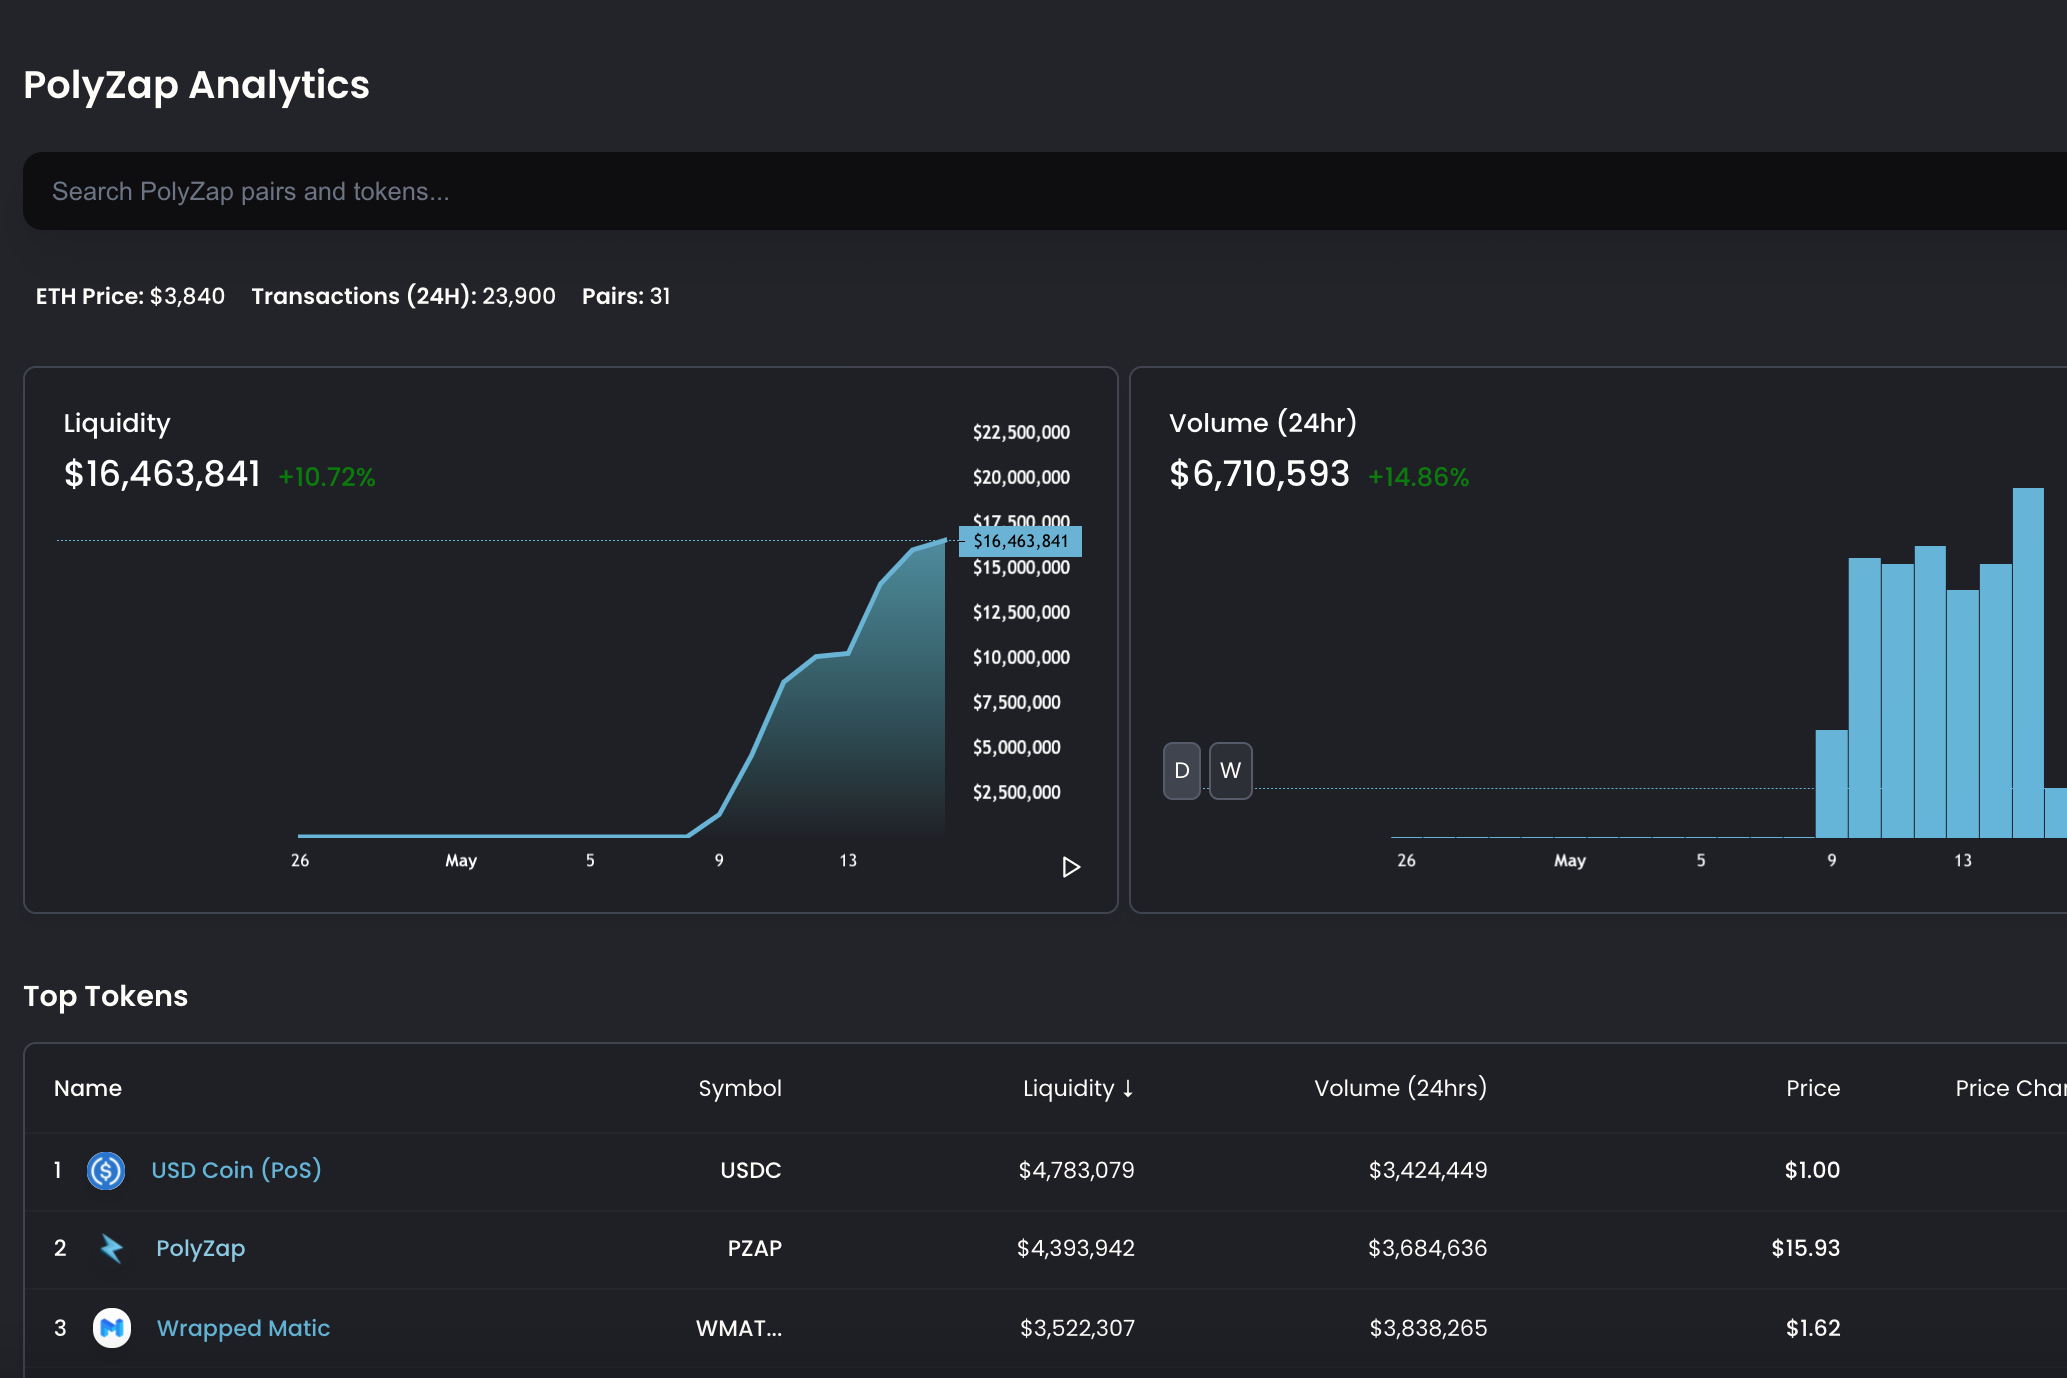 PolyZap Analytics
Search PolyZap pairs and tokens...
ETH Price: $3,840 Transactions (24H): 23,900 Pairs: 31
Liquidity
$16,463,841 +10.72%
$22,500,000
$20,000,000
$17,500,000
$16,463,841
$15,000,000
$12,500,000
$10,000,000
$7,500,000
$5,000,000
$2,500,000
26 May 5 9 13
Volume (24hr)
$6,710,593 +14.86%
D W
26 May 5 9 13
Top Tokens
Name Symbol Liquidity ↓ Volume (24hrs) Price Price Char
1 USD Coin (PoS) USDC $4,783,079 $3,424,449 $1.00
2 PolyZap PZAP $4,393,942 $3,684,636 $15.93
3 Wrapped Matic WMAT... $3,522,307 $3,838,265 $1.62